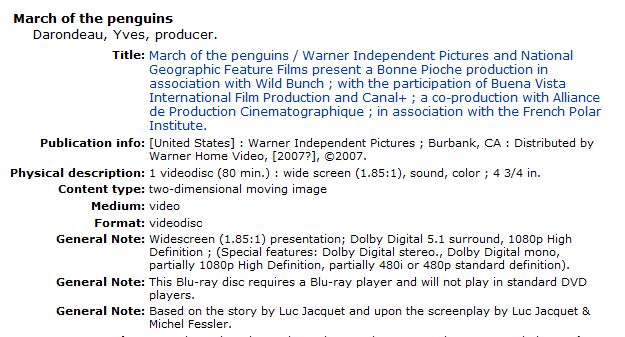 March of the penguins
Darondeau, Yves, producer.
Title: March of the penguins / Warner Independent Pictures and National
Geographic Feature Films present a Bonne Pioche production in
association with Wild Bunch ; with the participation of Buena Vista
International Film Production and Canal+ ; a co-production with Alliance
de Production Cinematographique ; in association with the French Polar
Institute.
Publication info: [United States] : Warner Independent Pictures ; Burbank, CA : Distributed by
Warner Home Video, [2007?], ©2007.
Physical description: 1 videodisc (80 min.) : wide screen (1.85:1), sound, color ; 4 3/4 in.
Content type: two-dimensional moving image
Medium: video
Format: videodisc
General Note: Widescreen (1.85:1) presentation; Dolby Digital 5.1 surround, 1080p High
Definition ; (Special features: Dolby Digital stereo., Dolby Digital mono,
partially 1080p High Definition, partially 480i or 480p standard definition).
General Note: This Blu-ray disc requires a Blu-ray player and will not play in standard DVD
players.
General Note: Based on the story by Luc Jacquet and upon the screenplay by Luc Jacquet &
Michel Fessler.